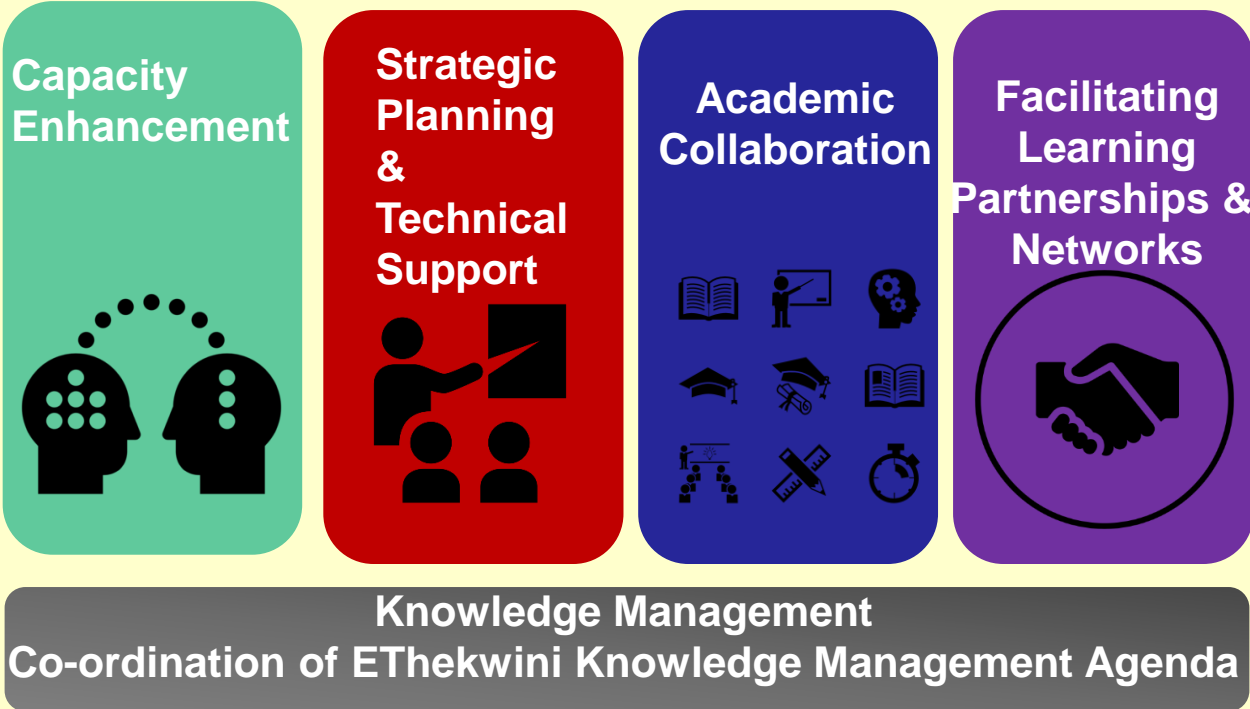 Capacity
Enhancement
Strategic
Planning
&
Technical
Support
Academic
Collaboration
Facilitating
Learning
Partnerships &
Networks
Knowledge Management
Co-ordination of EThekwini Knowledge Management Agenda